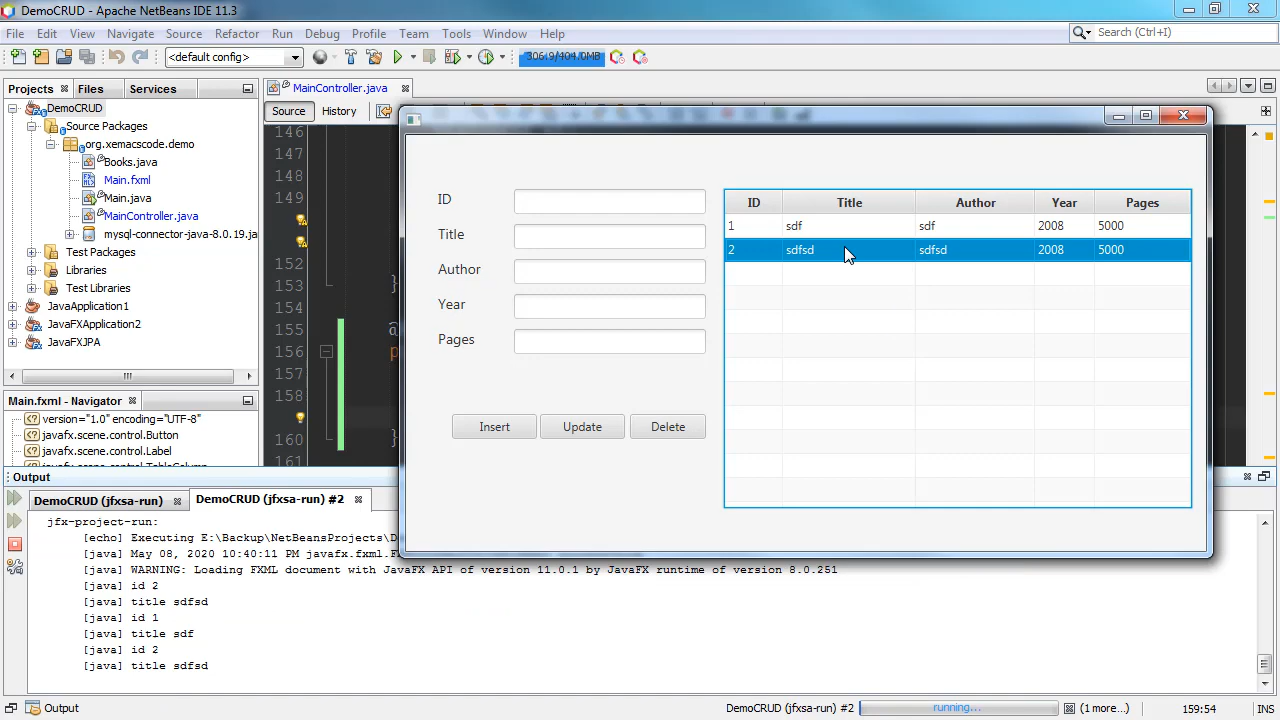 DemoCRUD - Apache NetBeans IDE 11.3
File Edit View Navigate Source Refactor Run Debug Profile Team Tools Window Help
Search (Ctrl+I)
<default config>
306.9/404.0MB
Projects
Files
Services
MainController.java
DemoCRUD
Source Packages
org.xemacscode.demo
Books.java
Main.fxml
Main.java
MainController.java
mysql-connector-java-8.0.19.ja
Test Packages
Libraries
Test Libraries
JavaApplication1
JavaFXApplication2
JavaFXJPA
Source
History
146
147
148
149
152
153
}
154
155
156
157
158
160
}
161
ID
Title
Author
Year
Pages
Insert
Update
Delete
ID Title Author Year Pages
1 sdf sdf 2008 5000
2 sdfsd sdfsd 2008 5000
Main.fxml - Navigator
version="1.0" encoding="UTF-8"
javafx.scene.control.Button
javafx.scene.control.Label
Output
DemoCRUD (jfxsa-run)
DemoCRUD (jfxsa-run) #2
jfx-project-run:
[echo] Executing E:\Backup\NetBeansProjects\D
[java] May 08, 2020 10:40:11 PM javafx.fxml.F
[java] WARNING: Loading FXML document with JavaFX API of version 11.0.1 by JavaFX runtime of version 8.0.251
[java] id 2
[java] title sdfsd
[java] id 1
[java] title sdf
[java] id 2
[java] title sdfsd
Output
DemoCRUD (jfxsa-run) #2
running...
(1 more...)
159:54
INS